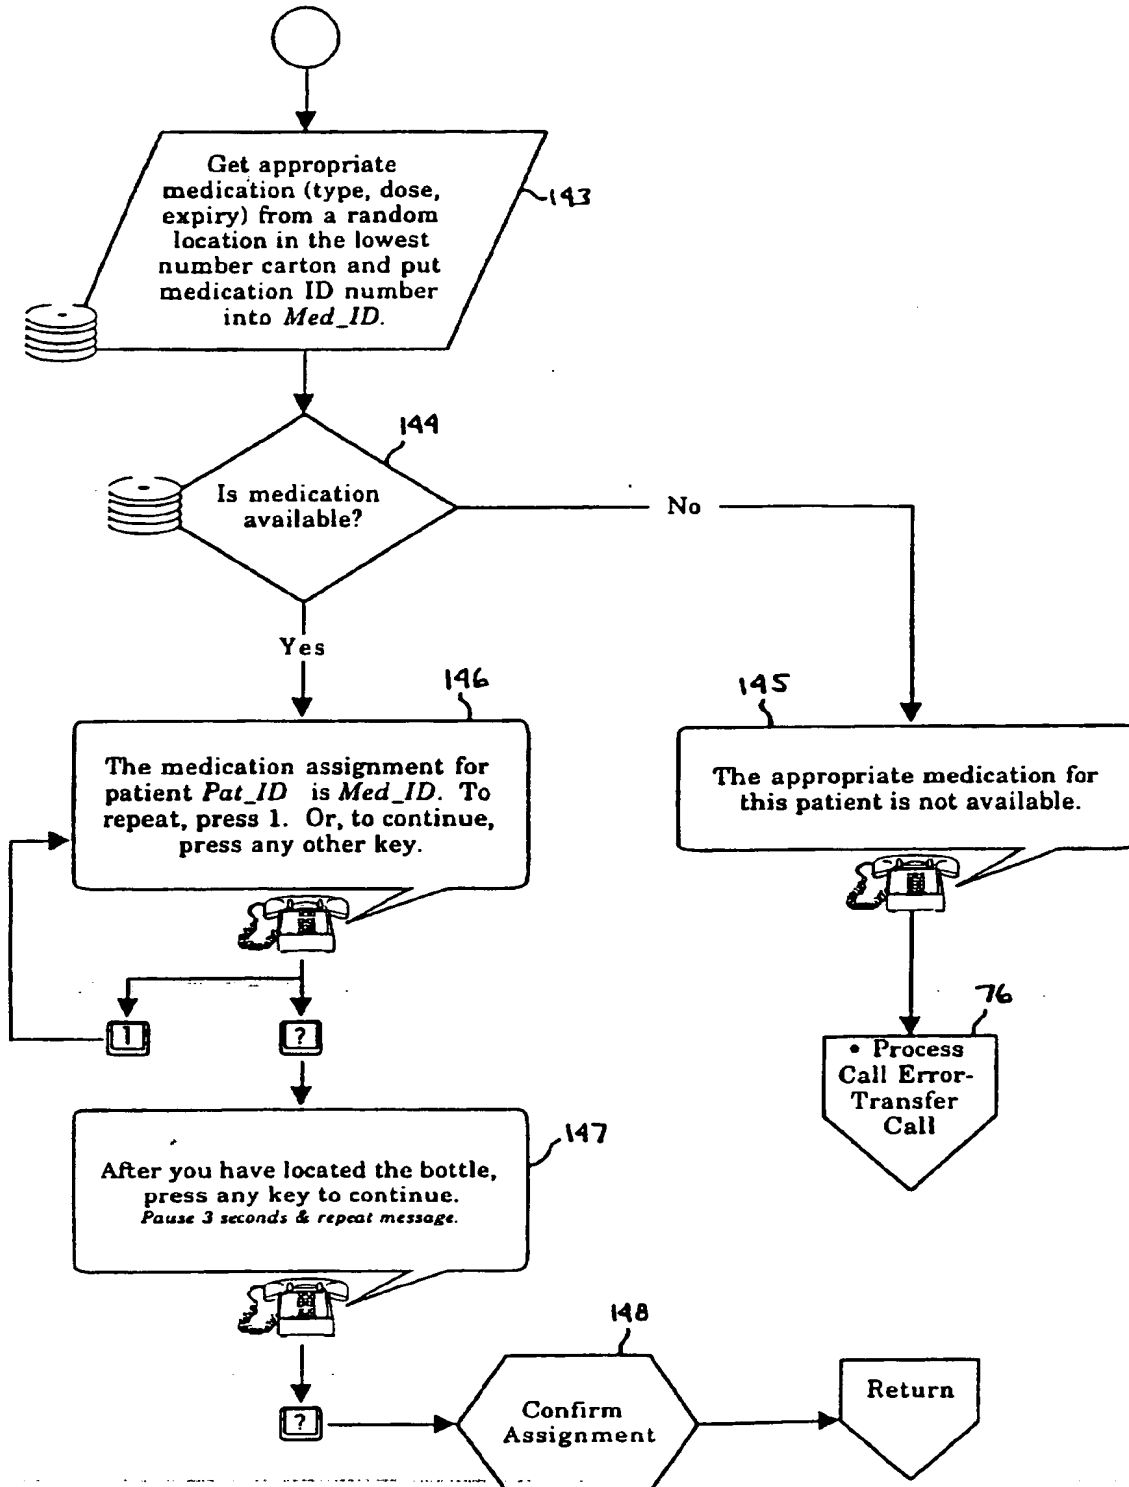 Get appropriate
medication (type, dose,
expiry) from a random
location in the lowest
number carton and put
medication ID number
into Med_ID.
143
144
Is medication
available?
No
Yes
146
145
The medication assignment for
patient Pat_ID is Med_ID. To
repeat, press 1. Or, to continue,
press any other key.
The appropriate medication for
this patient is not available.
76
1
?
• Process
Call Error-
Transfer
Call
147
After you have located the bottle,
press any key to continue.
Pause 3 seconds & repeat message.
148
?
Confirm
Assignment
Return